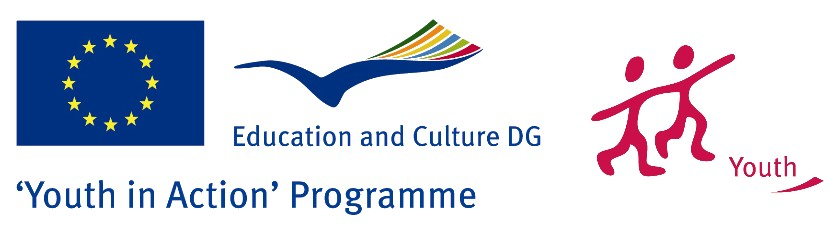 Education and Culture DG
'Youth in Action' Programme
Youth